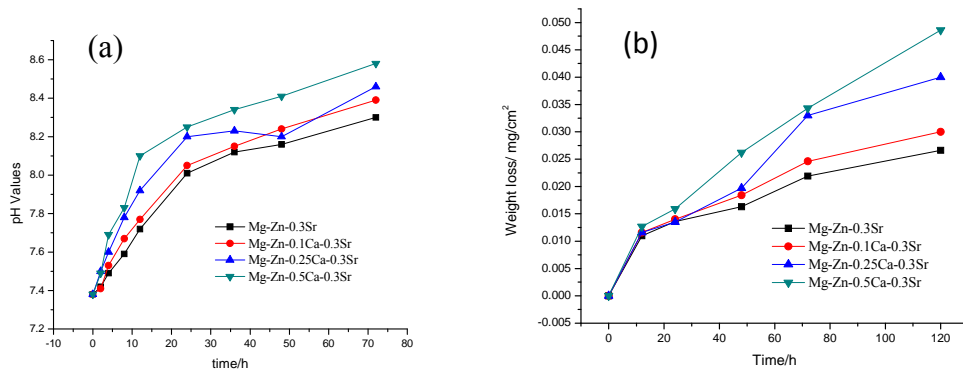 (a)
8.6
8.4
8.2
8.0
7.8
7.6
7.4
7.2
pH Values
-10 0 10 20 30 40 50 60 70 80
time/h
Mg-Zn-0.3Sr
Mg-Zn-0.1Ca-0.3Sr
Mg-Zn-0.25Ca-0.3Sr
Mg-Zn-0.5Ca-0.3Sr
(b)
0.050
0.045
0.040
0.035
0.030
0.025
0.020
0.015
0.010
0.005
0.000
-0.005
Weight loss/ mg/cm²
0 20 40 60 80 100 120
Time/h
Mg-Zn-0.3Sr
Mg-Zn-0.1Ca-0.3Sr
Mg-Zn-0.25Ca-0.3Sr
Mg-Zn-0.5Ca-0.3Sr